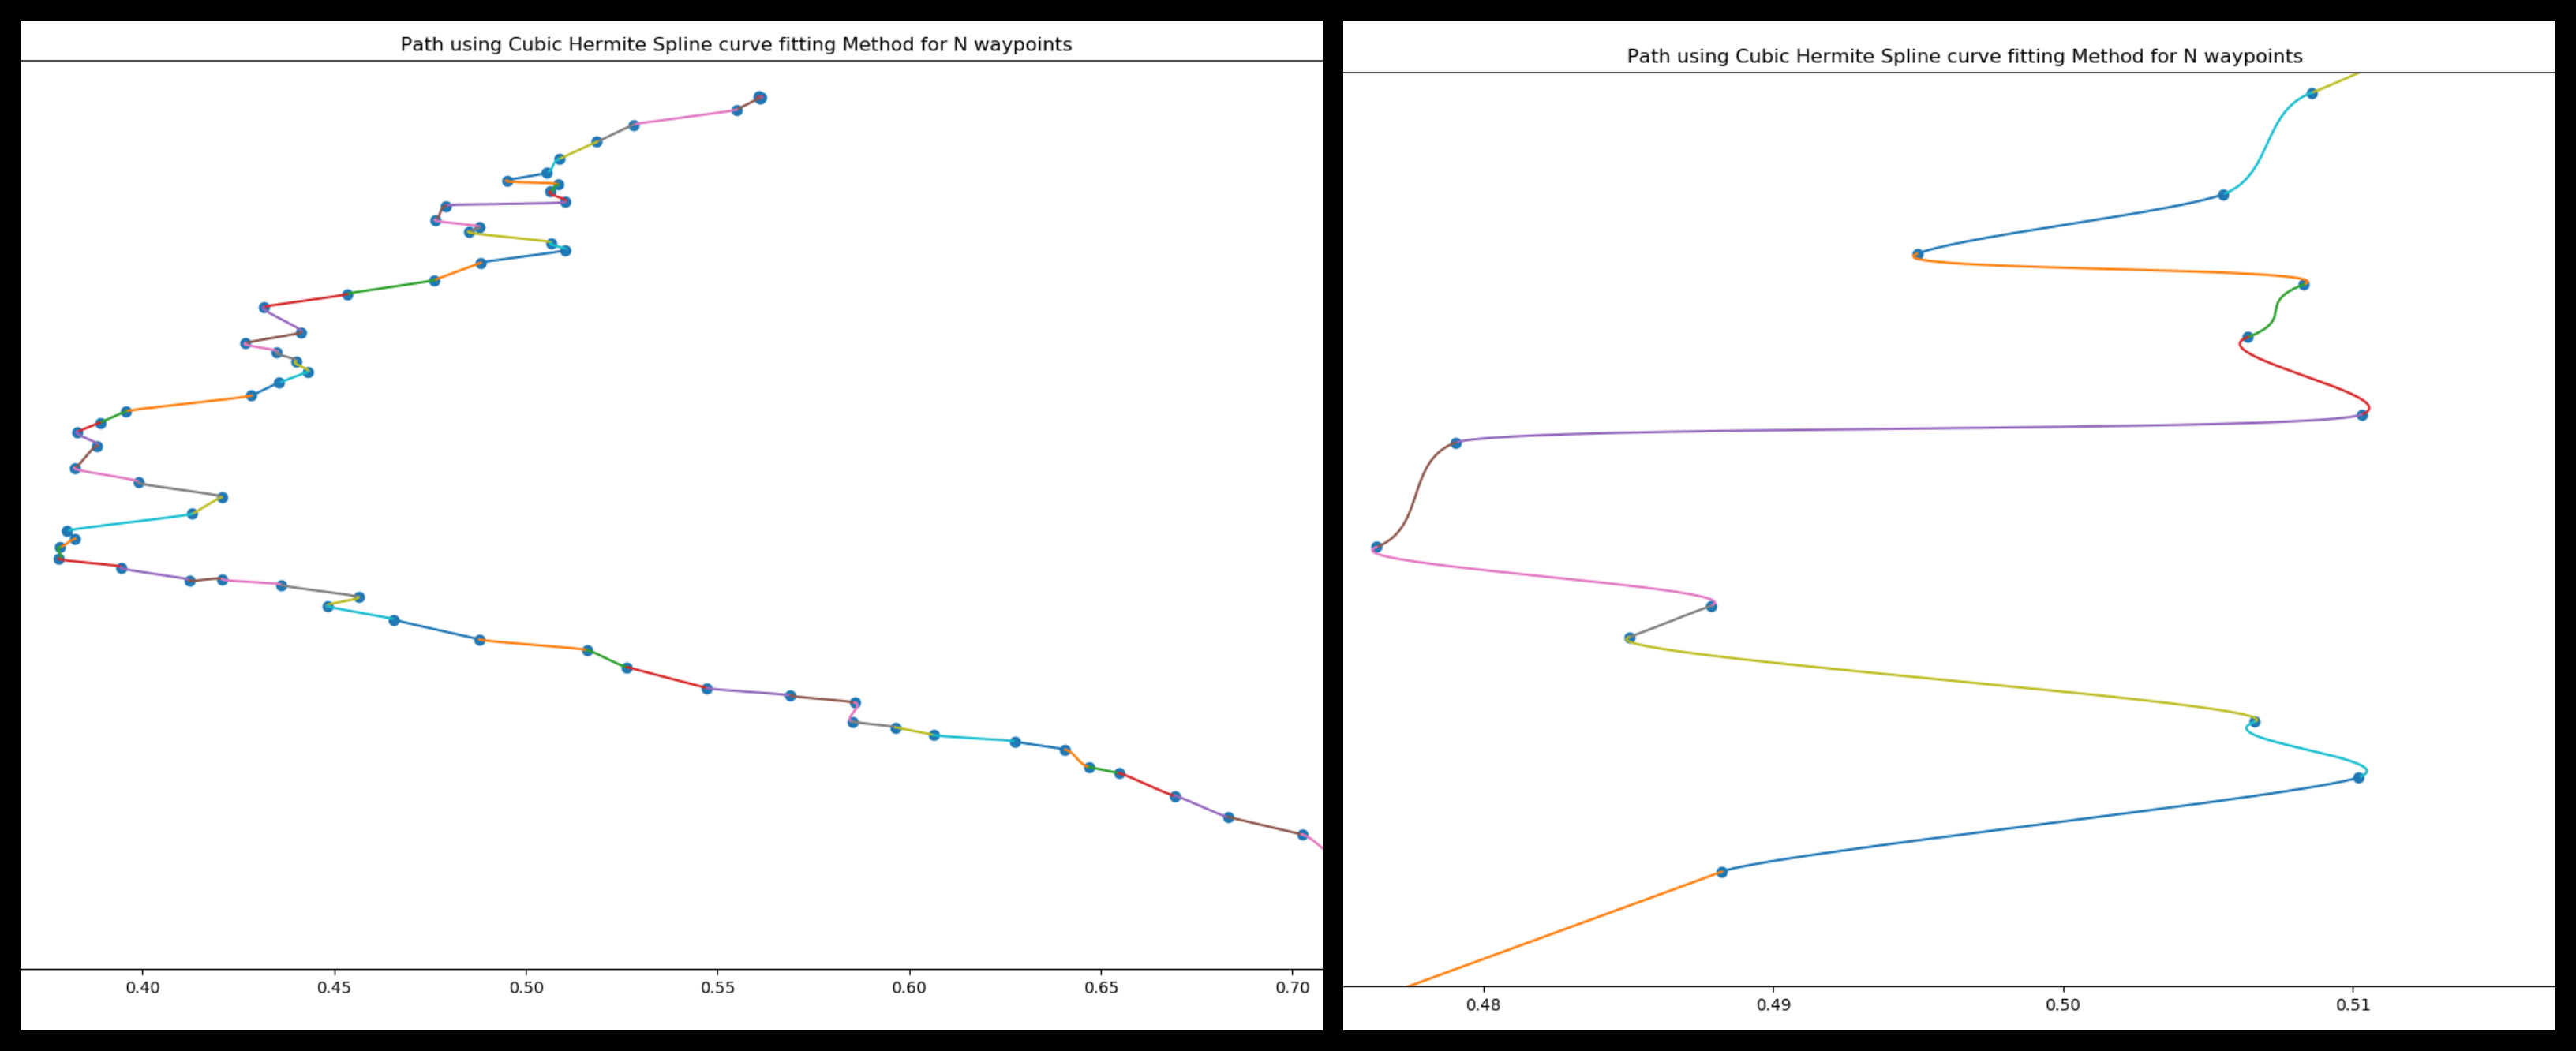 Path using Cubic Hermite Spline curve fitting Method for N waypoints
0.40 0.45 0.50 0.55 0.60 0.65 0.70
Path using Cubic Hermite Spline curve fitting Method for N waypoints
0.48 0.49 0.50 0.51